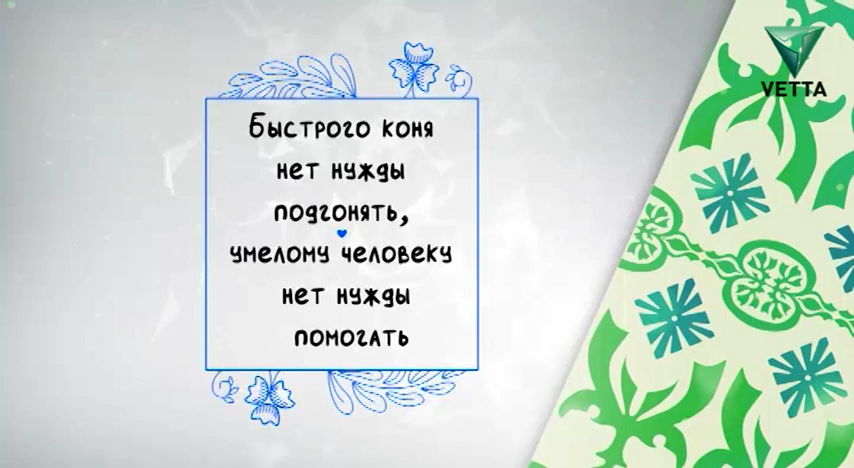 VETTA
Быстрого коня
нет нужды
подгонять,
умелому человеку
нет нужды
помогать